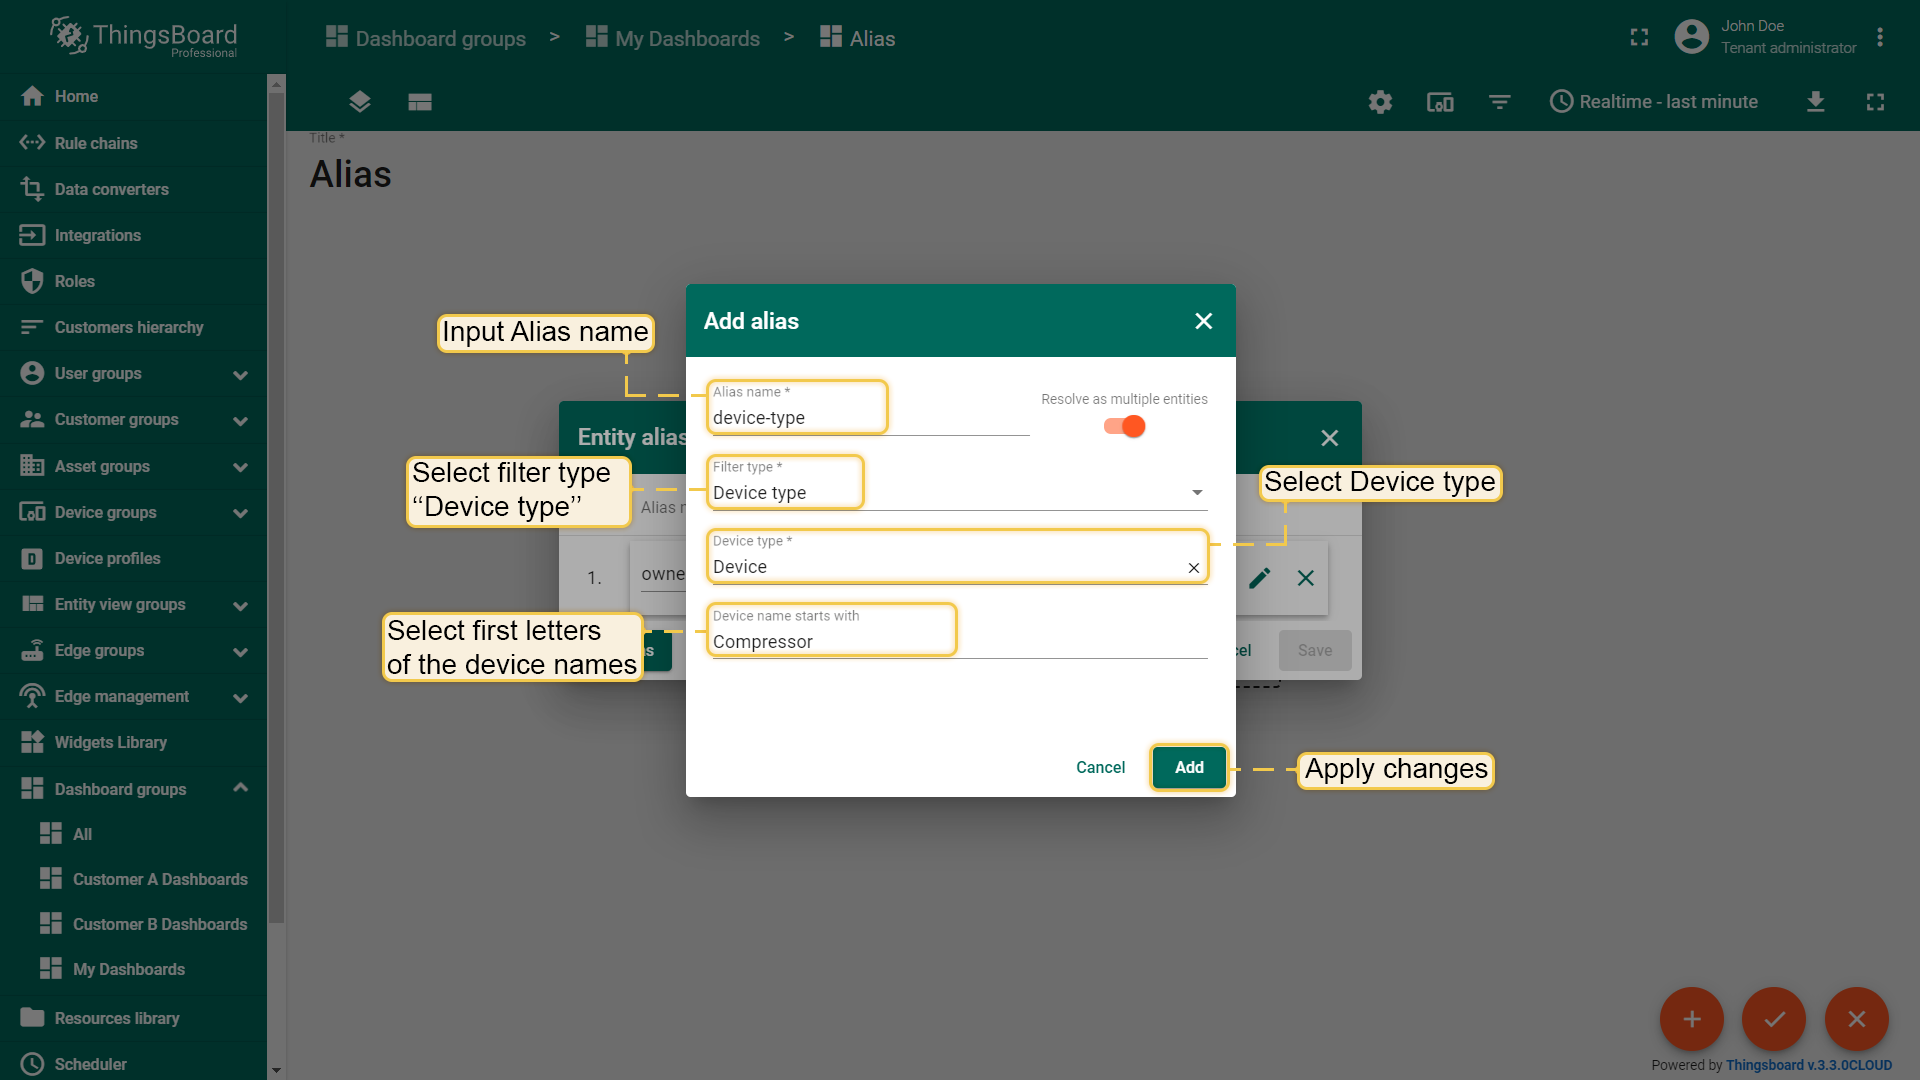 ThingsBoard
Professional
Dashboard groups > My Dashboards > Alias
John Doe
Tenant administrator
Realtime - last minute
Home
Rule chains
Data converters
Integrations
Roles
Customers hierarchy
User groups
Customer groups
Asset groups
Device groups
Device profiles
Entity view groups
Edge groups
Edge management
Widgets Library
Dashboard groups
All
Customer A Dashboards
Customer B Dashboards
My Dashboards
Resources library
Scheduler
Title *
Alias
Input Alias name
Add alias
Alias name *
device-type
Resolve as multiple entities
Entity alias
Select filter type
“Device type”
Filter type *
Device type
Select Device type
Alias n
Device type *
Device
1.
owne
Select first letters
of the device names
Device name starts with
Compressor
s
cel
Save
Cancel
Add
Apply changes
Powered by Thingsboard v.3.3.0CLOUD